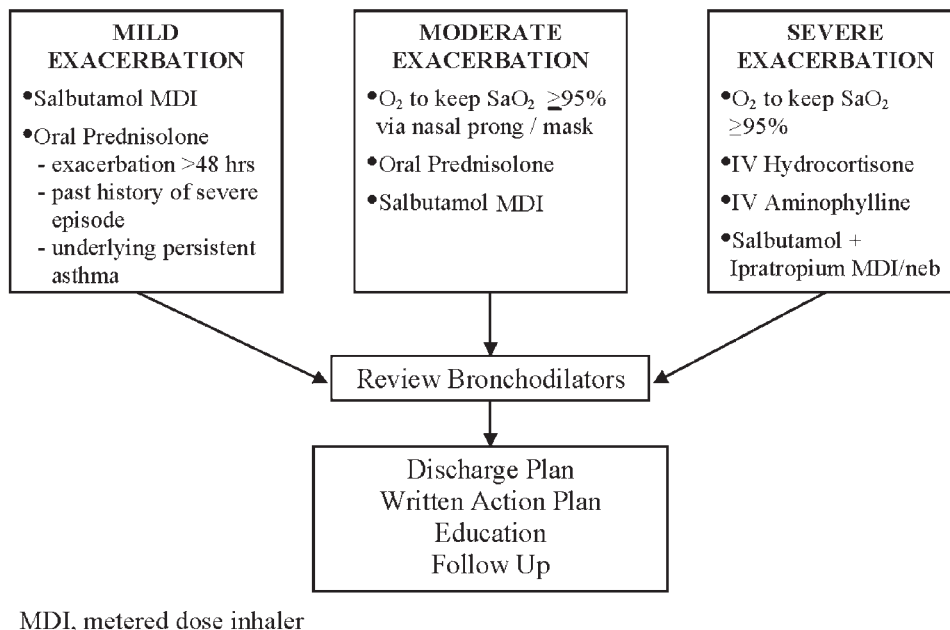 MILD
EXACERBATION
•Salbutamol MDI
•Oral Prednisolone
- exacerbation >48 hrs
- past history of severe
episode
- underlying persistent
asthma
MODERATE
EXACERBATION
•O₂ to keep SaO₂ ≥95%
via nasal prong / mask
•Oral Prednisolone
•Salbutamol MDI
SEVERE
EXACERBATION
•O₂ to keep SaO₂
≥95%
•IV Hydrocortisone
•IV Aminophylline
•Salbutamol +
Ipratropium MDI/neb
Review Bronchodilators
Discharge Plan
Written Action Plan
Education
Follow Up
MDI, metered dose inhaler